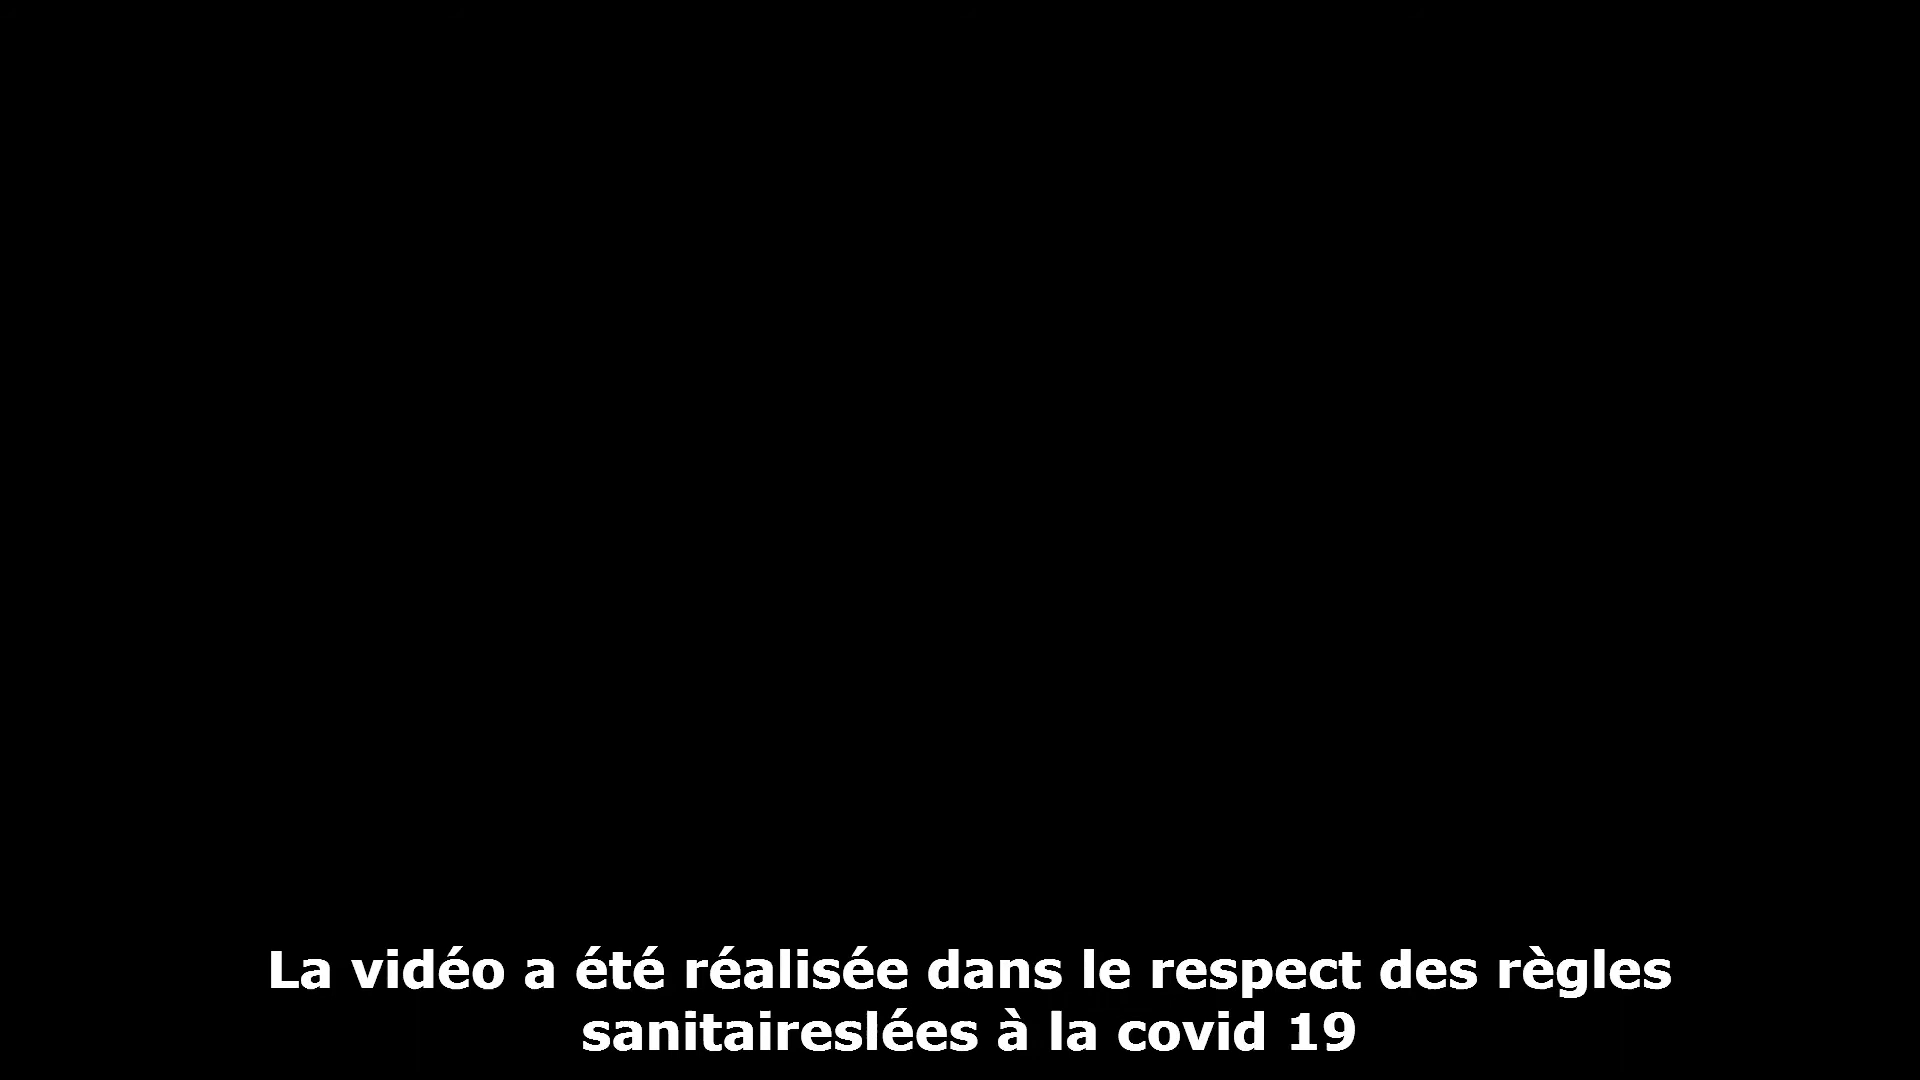 La vidéo a été réalisée dans le respect des règles
sanitaireslées à la covid 19